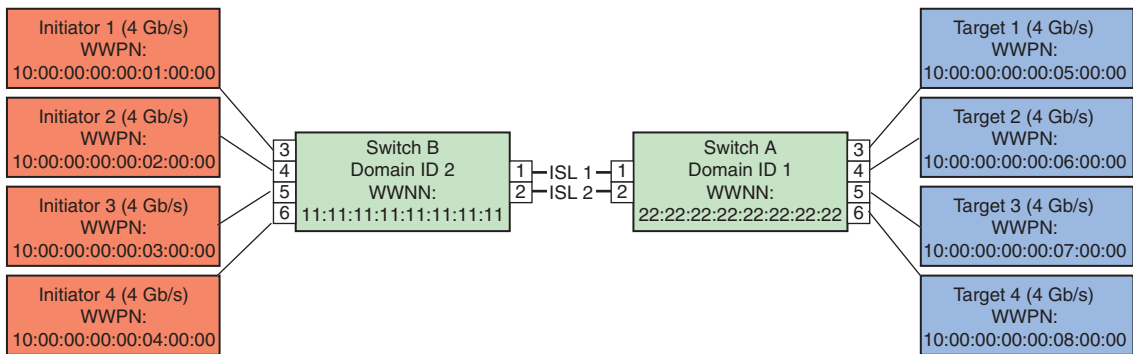 Initiator 1 (4 Gb/s)
WWPN:
10:00:00:00:00:01:00:00
Initiator 2 (4 Gb/s)
WWPN:
10:00:00:00:00:02:00:00
Initiator 3 (4 Gb/s)
WWPN:
10:00:00:00:00:03:00:00
Initiator 4 (4 Gb/s)
WWPN:
10:00:00:00:00:04:00:00
3
4
5
6
Switch B
Domain ID 2
WWNN:
11:11:11:11:11:11:11:11
1
2
ISL 1
ISL 2
1
2
Switch A
Domain ID 1
WWNN:
22:22:22:22:22:22:22:22
3
4
5
6
Target 1 (4 Gb/s)
WWPN:
10:00:00:00:00:05:00:00
Target 2 (4 Gb/s)
WWPN:
10:00:00:00:00:06:00:00
Target 3 (4 Gb/s)
WWPN:
10:00:00:00:00:07:00:00
Target 4 (4 Gb/s)
WWPN:
10:00:00:00:00:08:00:00